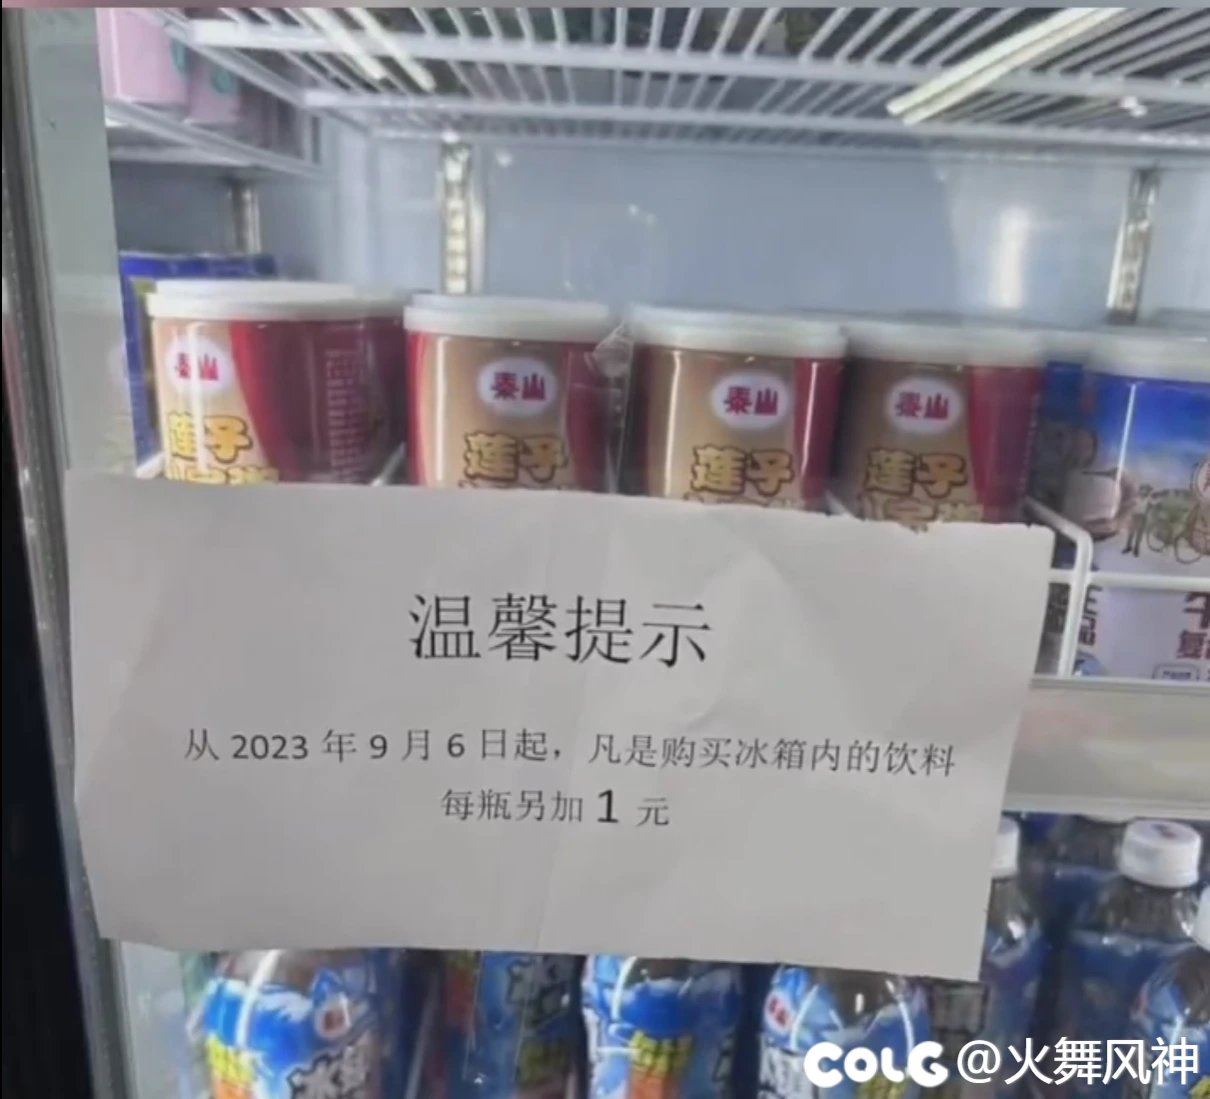 泰山
莲子
泰山
莲子
泰山
莲子
泰山
莲子
温馨提示
从 2023 年 9 月 6 日起，凡是购买冰箱内的饮料
每瓶另加 1 元
COLG @火舞风神